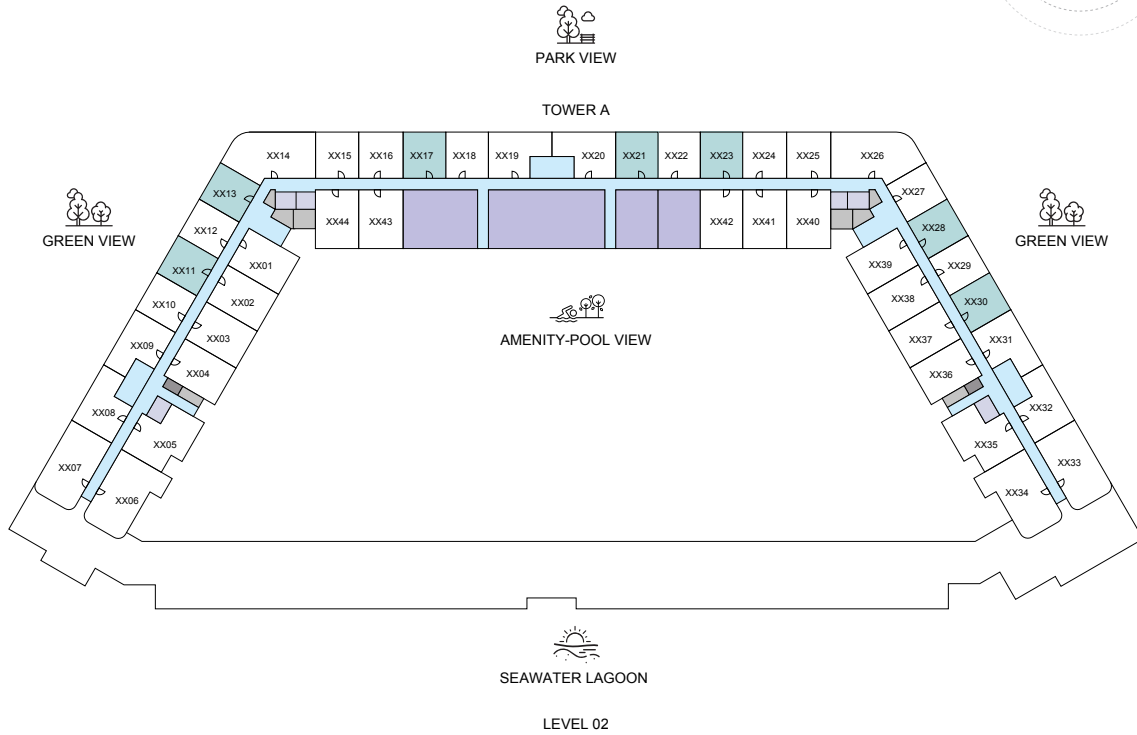 PARK VIEW
TOWER A
XX14
XX15
XX16
XX17
XX18
XX19
XX20
XX21
XX22
XX23
XX24
XX25
XX26
XX13
XX27
XX44
XX43
XX42
XX41
XX40
GREEN VIEW
XX12
XX28
GREEN VIEW
XX11
XX01
XX39
XX29
XX10
XX02
XX38
XX30
XX09
XX03
XX37
XX31
XX04
XX36
AMENITY-POOL VIEW
XX08
XX32
XX05
XX35
XX07
XX33
XX06
XX34
SEAWATER LAGOON
LEVEL 02